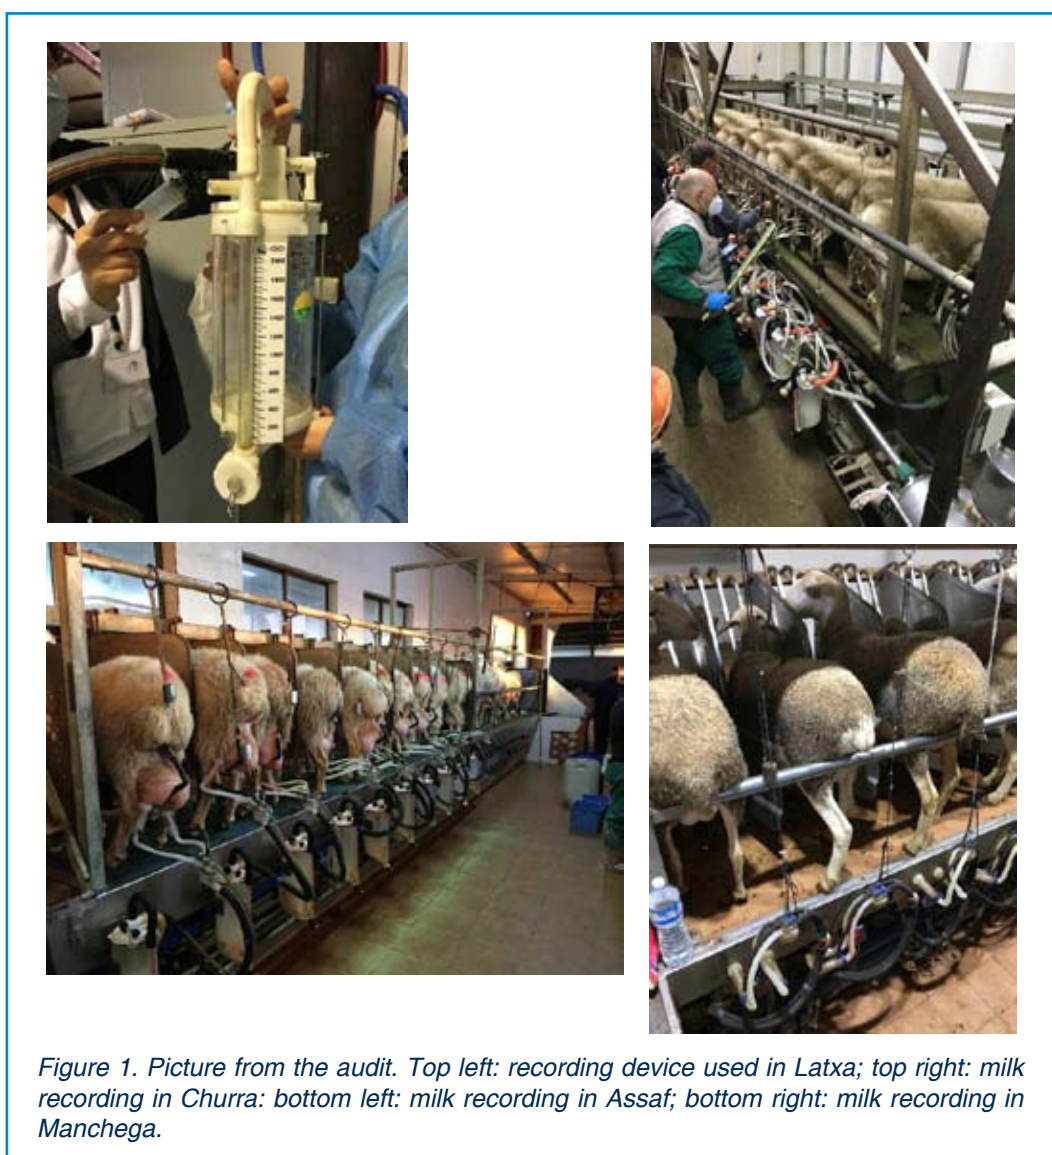 Figure 1. Picture from the audit. Top left: recording device used in Latxa; top right: milk
recording in Churra: bottom left: milk recording in Assaf; bottom right: milk recording in
Manchega.